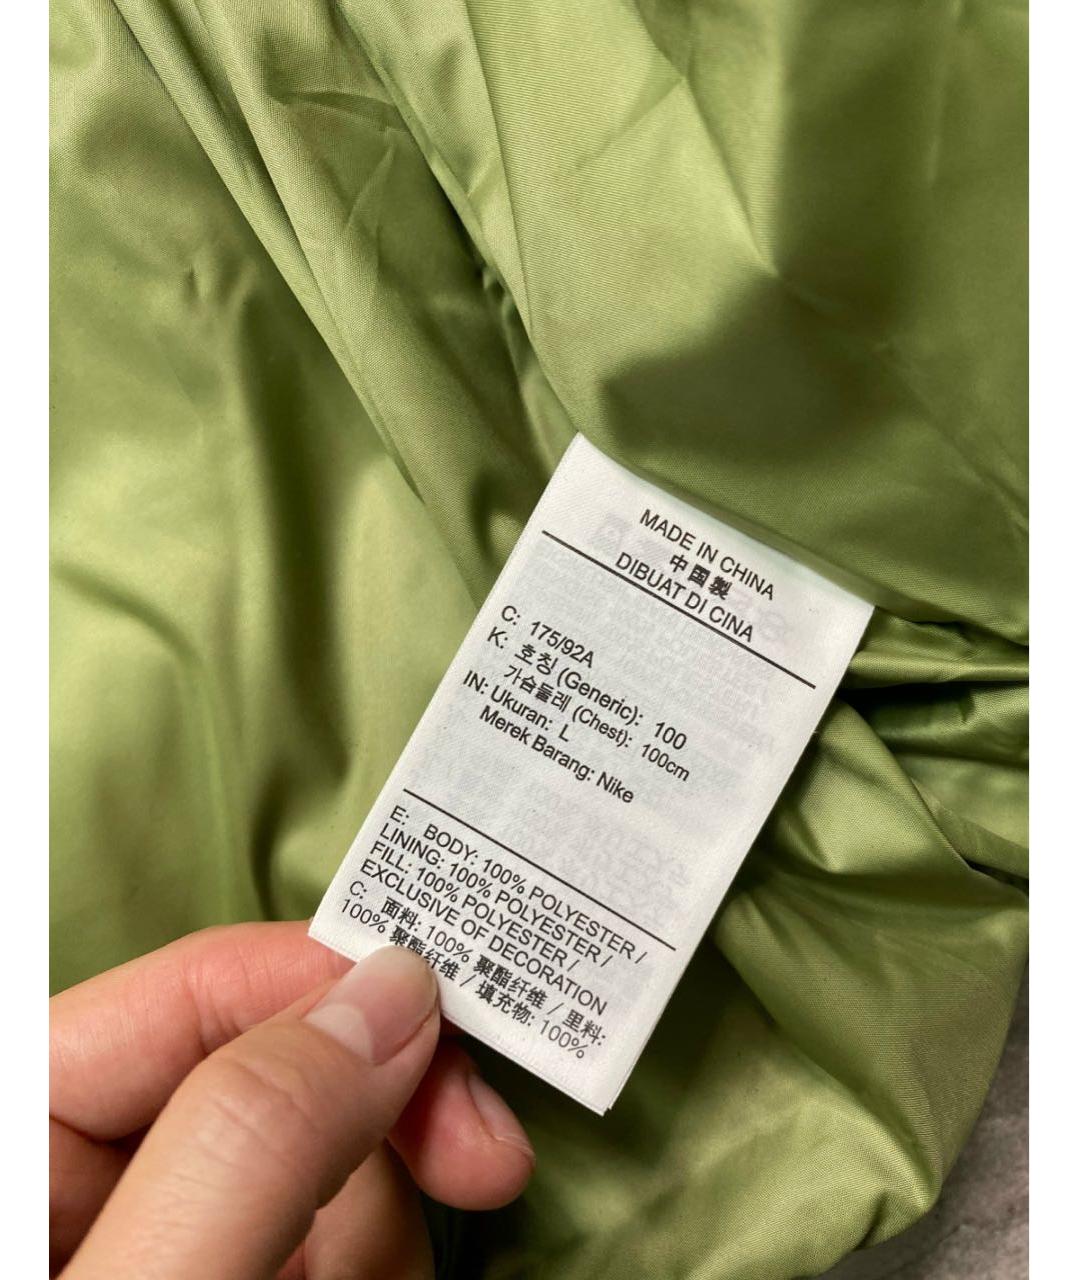 MADE IN CHINA
中国製
DIBUAT DI CINA
C: 175/92A
K: 호칭 (Generic): 100
가슴둘레 (Chest): 100cm
IN: Ukuran: L
Merek Barang: Nike
E: BODY: 100% POLYESTER /
LINING: 100% POLYESTER /
FILL: 100% POLYESTER /
EXCLUSIVE OF DECORATION
C: 面料: 100% 聚酯纤维 / 里料:
100% 聚酯纤维 / 填充物: 100%